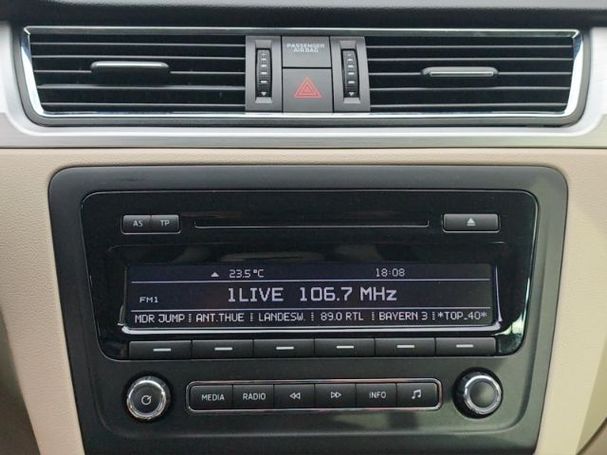 PASSENGER
AIRBAG
AS TP
23.5°C 18:08
1LIVE 106.7 MHz
FM1
MDR JUMP ¦ ANT.THUE ¦ LANDESW. ¦ 89.0 RTL ¦ BAYERN 3 ¦ *TOP_40*
MEDIA RADIO INFO